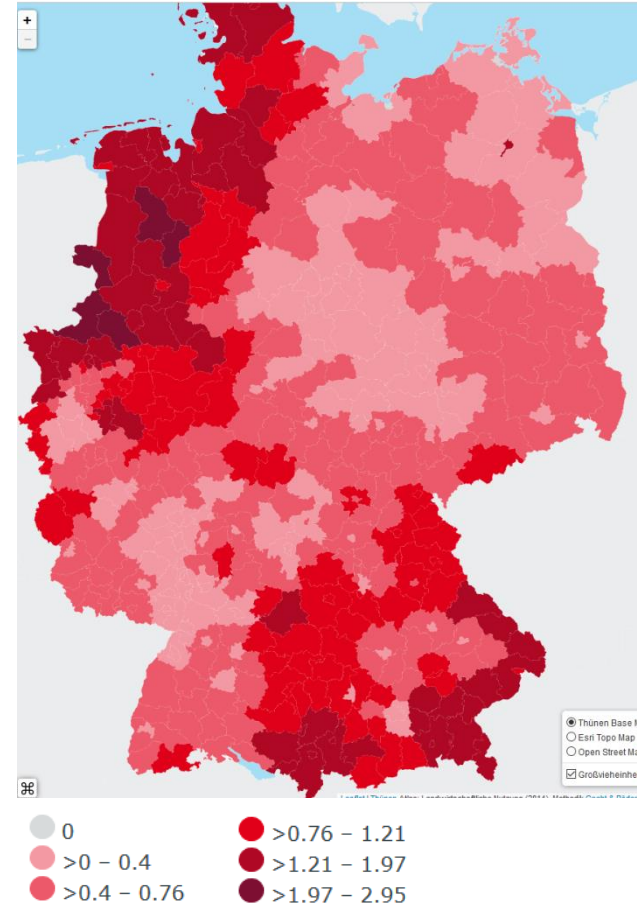 +
−
Thünen Base M
Esri Topo Map
Open Street Ma
Großvieheinhe
⌘
0
>0 – 0.4
>0.4 – 0.76
>0.76 – 1.21
>1.21 – 1.97
>1.97 – 2.95